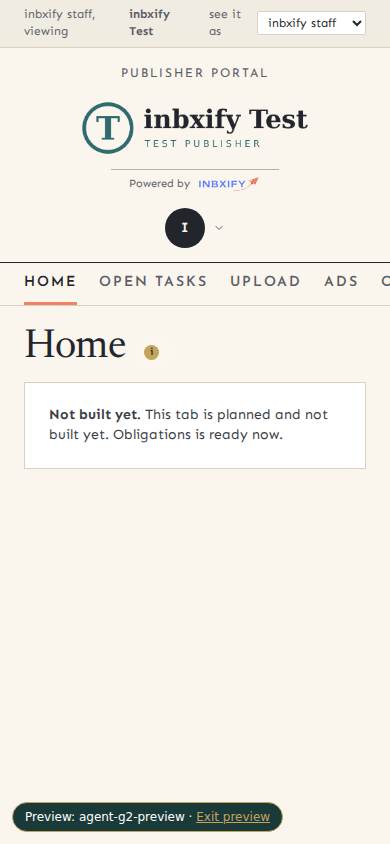 inbxify staff, viewing
inbxify Test
see it as
inbxify staff
PUBLISHER PORTAL
T
inbxify Test
TEST PUBLISHER
Powered by INBXIFY
I
HOME OPEN TASKS UPLOAD ADS
Home i
Not built yet. This tab is planned and not
built yet. Obligations is ready now.
Preview: agent-g2-preview · Exit preview